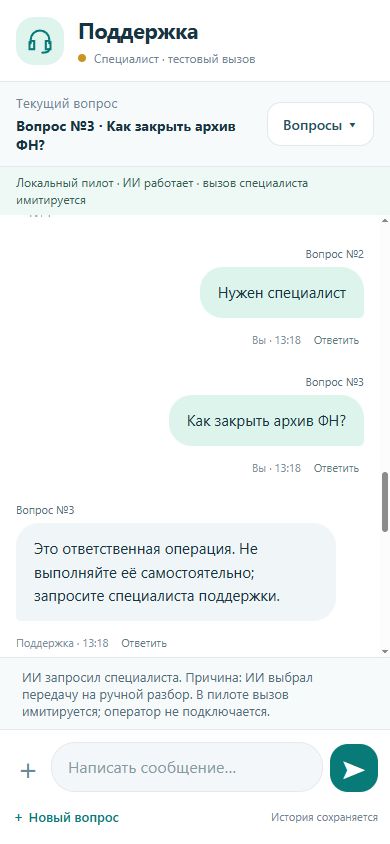 Поддержка
Специалист · тестовый вызов
Текущий вопрос
Вопрос №3 · Как закрыть архив
ФН?
Вопросы
Локальный пилот · ИИ работает · вызов специалиста
имитируется
Вопрос №2
Нужен специалист
Вы · 13:18 Ответить
Вопрос №3
Как закрыть архив ФН?
Вы · 13:18 Ответить
Вопрос №3
Это ответственная операция. Не
выполняйте её самостоятельно;
запросите специалиста поддержки.
Поддержка · 13:18 Ответить
ИИ запросил специалиста. Причина: ИИ выбрал
передачу на ручной разбор. В пилоте вызов
имитируется; оператор не подключается.
Написать сообщение...
+ Новый вопрос
История сохраняется